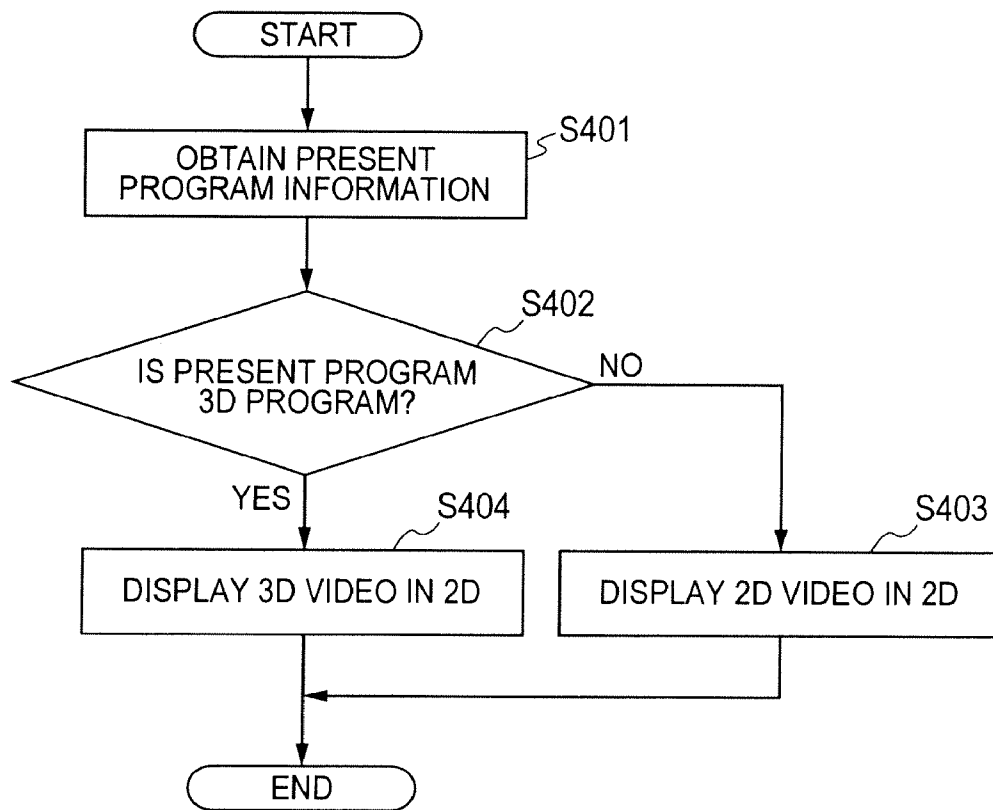 START
S401
OBTAIN PRESENT
PROGRAM INFORMATION
S402
IS PRESENT PROGRAM
3D PROGRAM?
NO
YES
S404
S403
DISPLAY 3D VIDEO IN 2D
DISPLAY 2D VIDEO IN 2D
END